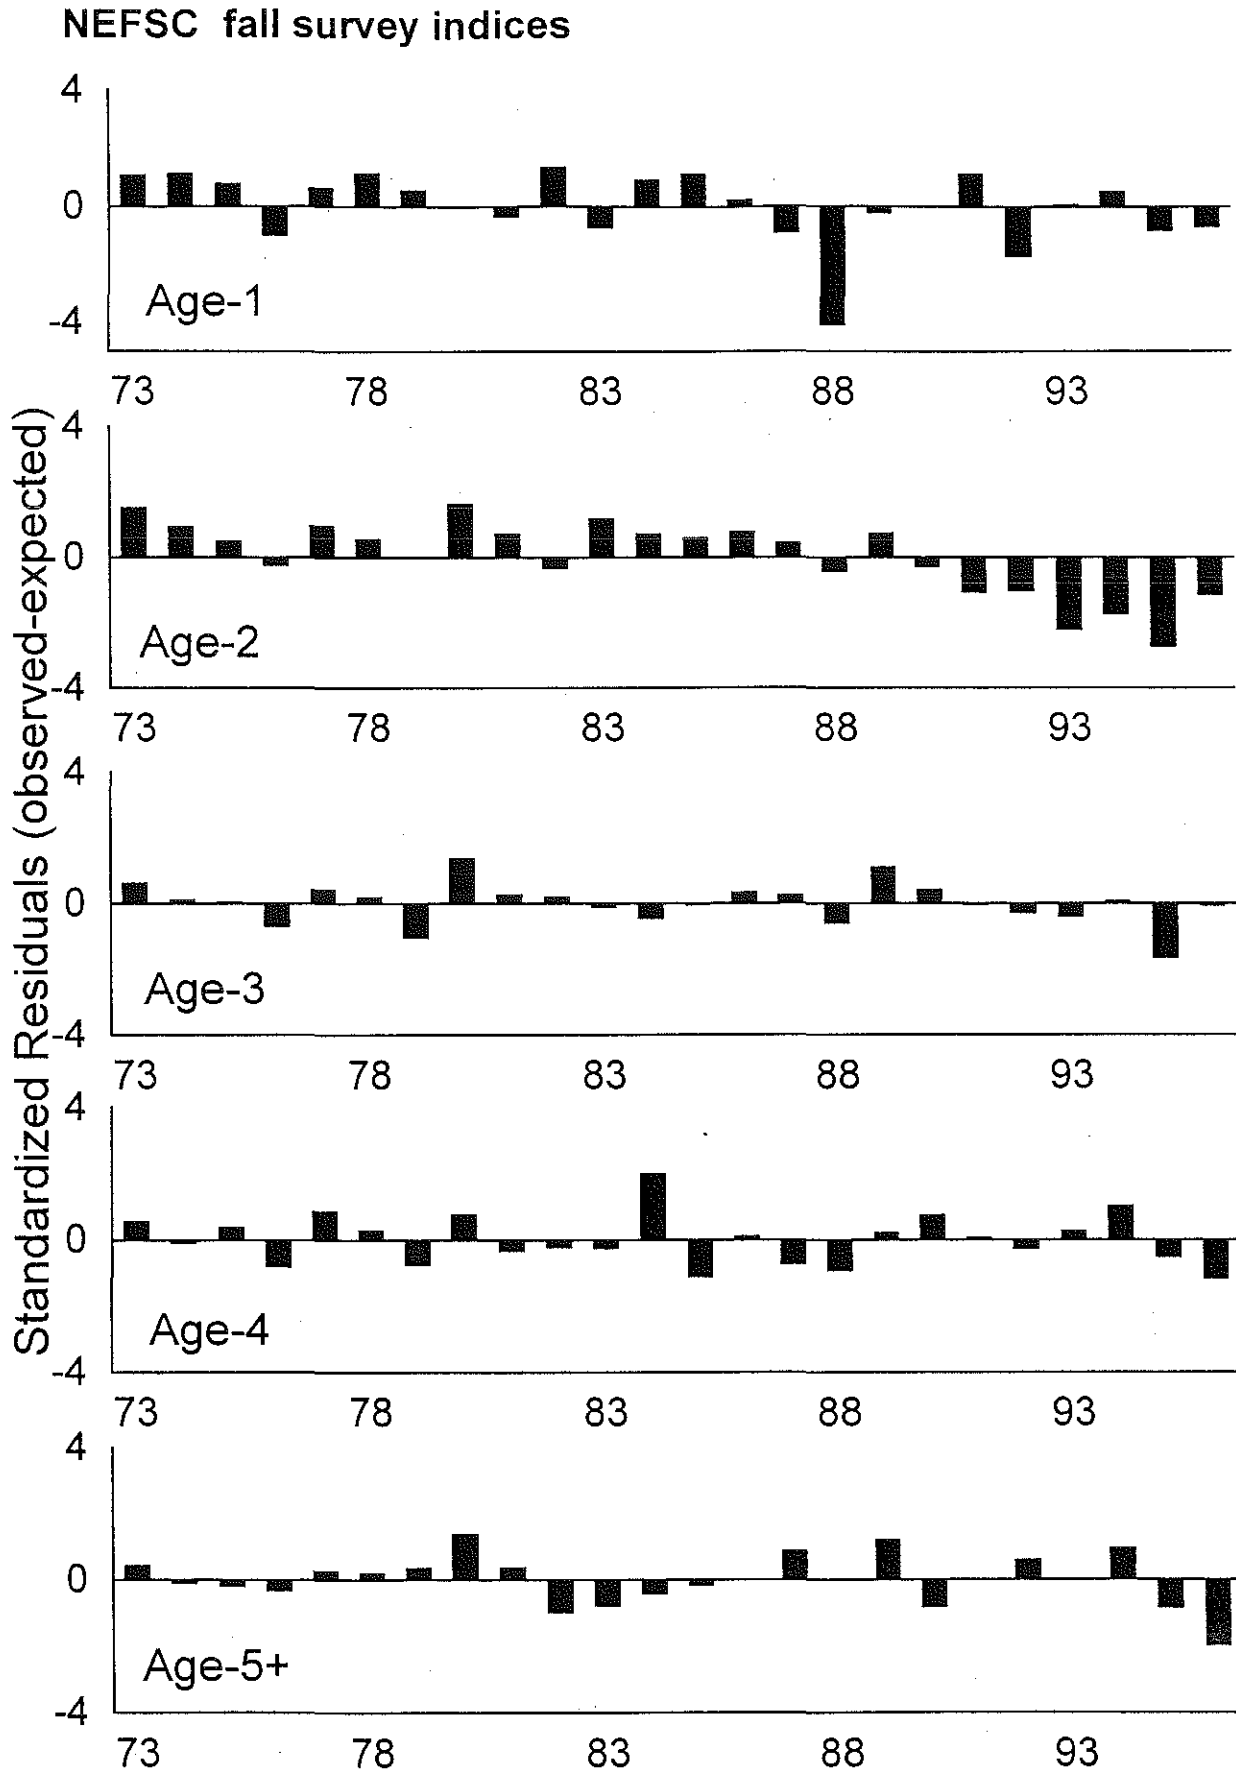 NEFSC fall survey indices
Standardized Residuals (observed-expected)
4
0
-4
Age-1
73 78 83 88 93
4
0
-4
Age-2
73 78 83 88 93
4
0
-4
Age-3
73 78 83 88 93
4
0
-4
Age-4
73 78 83 88 93
4
0
-4
Age-5+
73 78 83 88 93